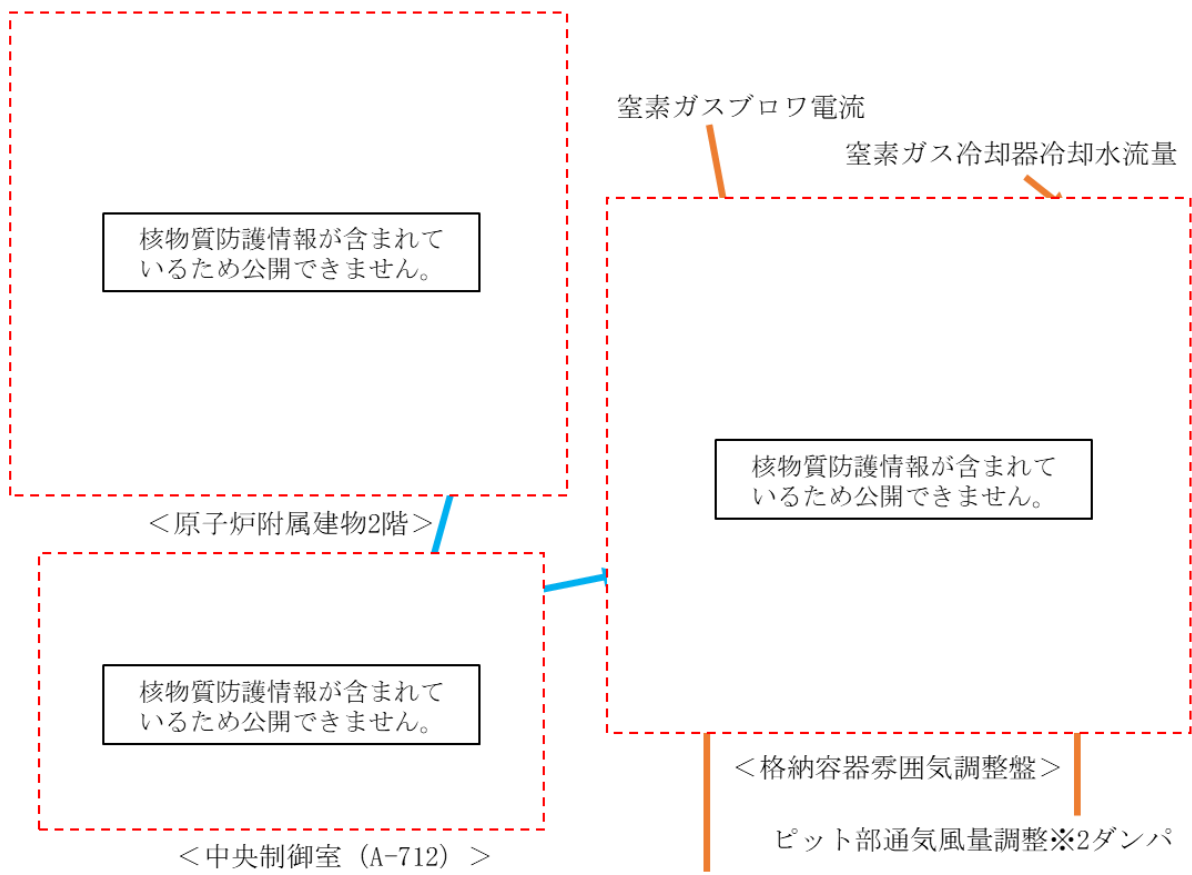 窒素ガスブロワ電流
窒素ガス冷却器冷却水流量
核物質防護情報が含まれて
いるため公開できません。
＜原子炉附属建物2階＞
核物質防護情報が含まれて
いるため公開できません。
核物質防護情報が含まれて
いるため公開できません。
＜中央制御室（A-712）＞
＜格納容器雰囲気調整盤＞
ピット部通気風量調整※2ダンパ